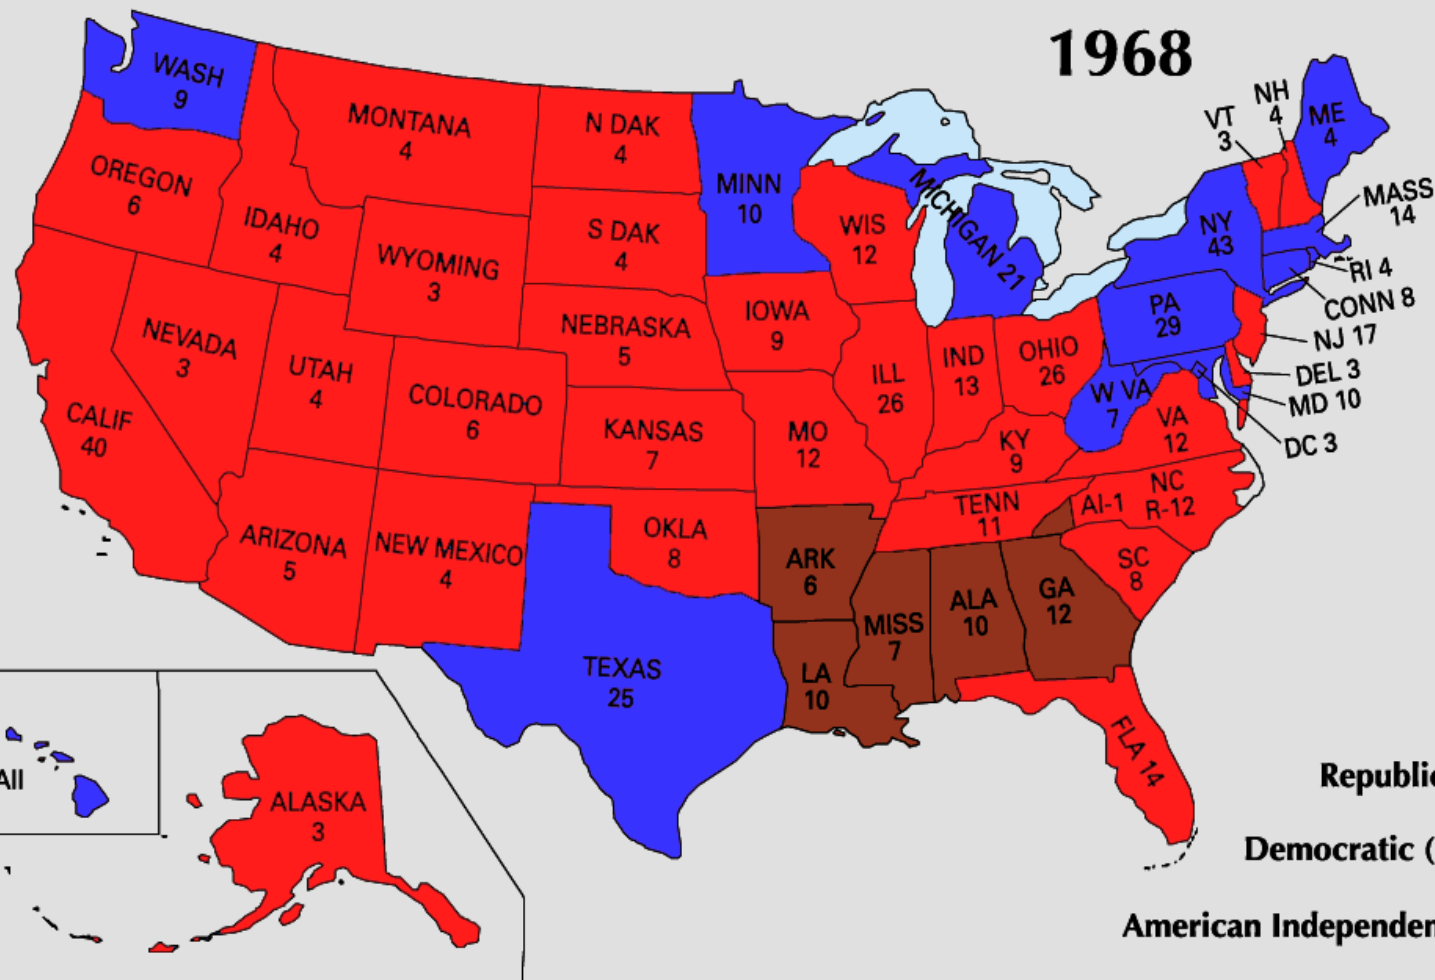 1968
WASH
9
MONTANA
4
N DAK
4
MINN
10
VT
3
NH
4
ME
4
OREGON
6
IDAHO
4
WYOMING
3
S DAK
4
WIS
12
MICHIGAN 21
NY
43
MASS
14
RI 4
CONN 8
NJ 17
DEL 3
MD 10
DC 3
NEVADA
3
UTAH
4
COLORADO
6
NEBRASKA
5
IOWA
9
ILL
26
IND
13
OHIO
26
PA
29
W VA
7
VA
12
CALIF
40
KANSAS
7
MO
12
KY
9
ARIZONA
5
NEW MEXICO
4
OKLA
8
ARK
6
TENN
11
AI-1
NC
R-12
SC
8
TEXAS
25
LA
10
MISS
7
ALA
10
GA
12
FLA 14
AII
ALASKA
3
Republic
Democratic (
American Independen